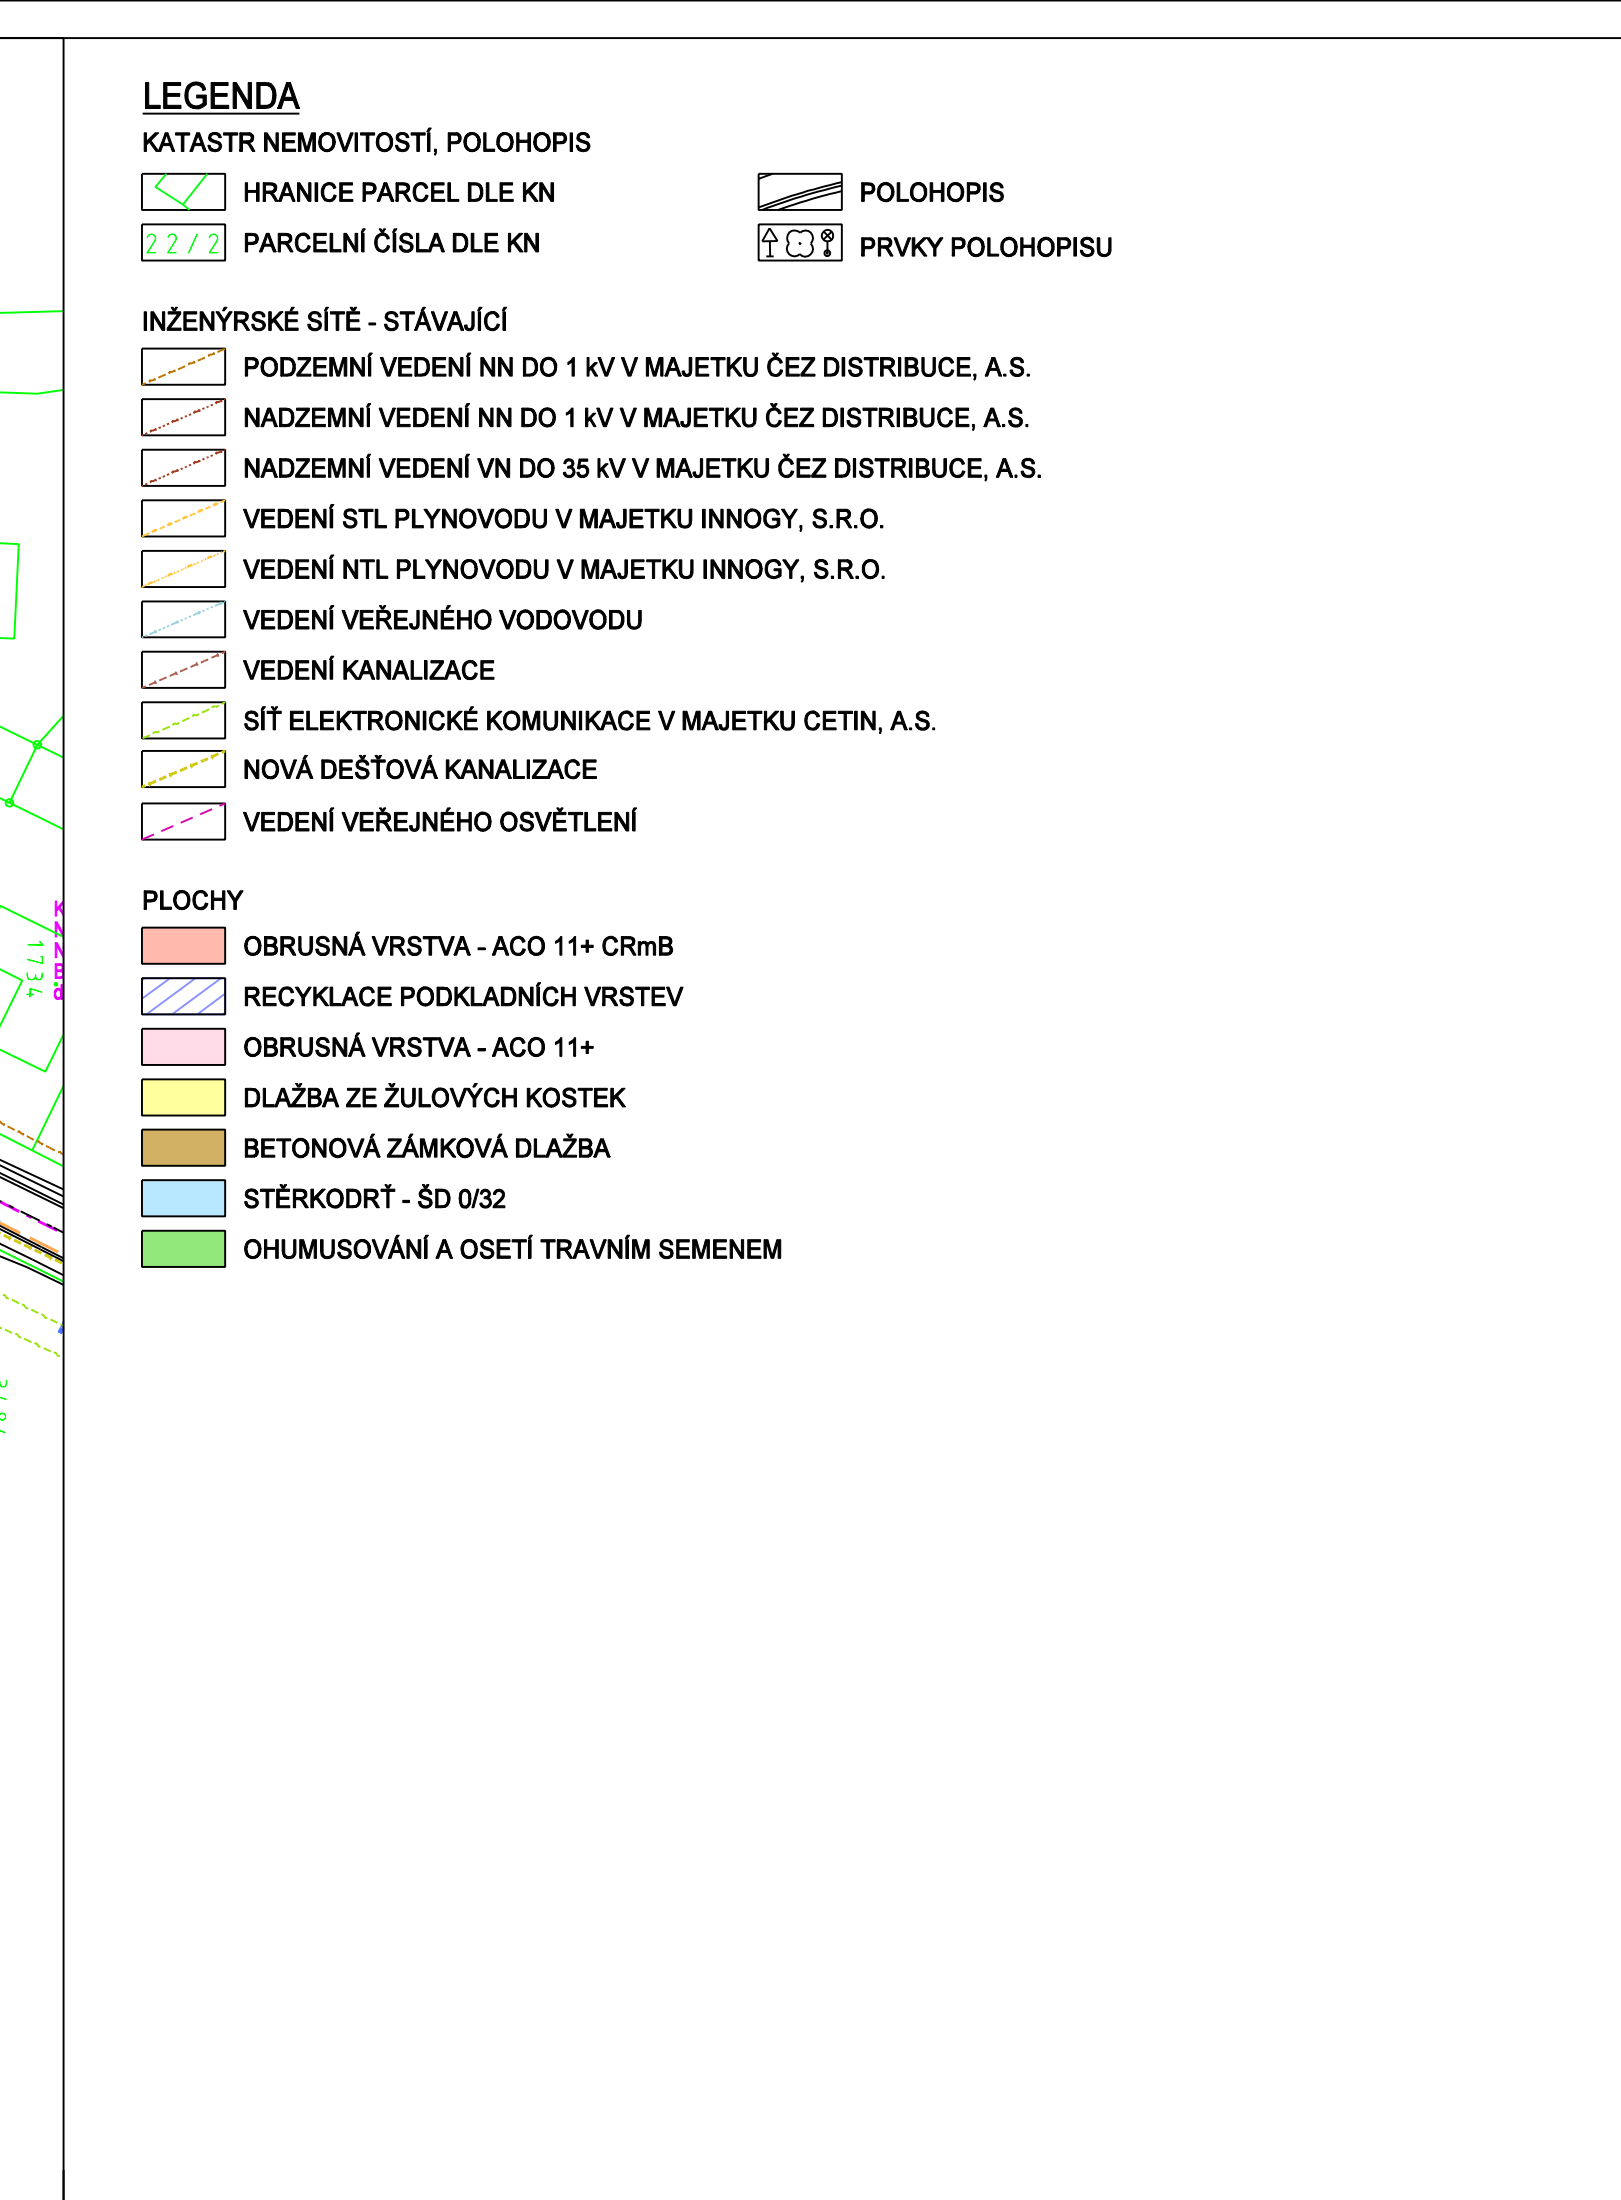 LEGENDA
KATASTR NEMOVITOSTÍ, POLOHOPIS
HRANICE PARCEL DLE KN
POLOHOPIS
22/2 PARCELNÍ ČÍSLA DLE KN
PRVKY POLOHOPISU
INŽENÝRSKÉ SÍTĚ - STÁVAJÍCÍ
PODZEMNÍ VEDENÍ NN DO 1 kV V MAJETKU ČEZ DISTRIBUCE, A.S.
NADZEMNÍ VEDENÍ NN DO 1 kV V MAJETKU ČEZ DISTRIBUCE, A.S.
NADZEMNÍ VEDENÍ VN DO 35 kV V MAJETKU ČEZ DISTRIBUCE, A.S.
VEDENÍ STL PLYNOVODU V MAJETKU INNOGY, S.R.O.
VEDENÍ NTL PLYNOVODU V MAJETKU INNOGY, S.R.O.
VEDENÍ VEŘEJNÉHO VODOVODU
VEDENÍ KANALIZACE
SÍŤ ELEKTRONICKÉ KOMUNIKACE V MAJETKU CETIN, A.S.
NOVÁ DEŠŤOVÁ KANALIZACE
VEDENÍ VEŘEJNÉHO OSVĚTLENÍ
PLOCHY
OBRUSNÁ VRSTVA - ACO 11+ CRmB
RECYKLACE PODKLADNÍCH VRSTEV
OBRUSNÁ VRSTVA - ACO 11+
DLAŽBA ZE ŽULOVÝCH KOSTEK
BETONOVÁ ZÁMKOVÁ DLAŽBA
STĚRKODRŤ - ŠD 0/32
OHUMUSOVÁNÍ A OSETÍ TRAVNÍM SEMENEM
1734